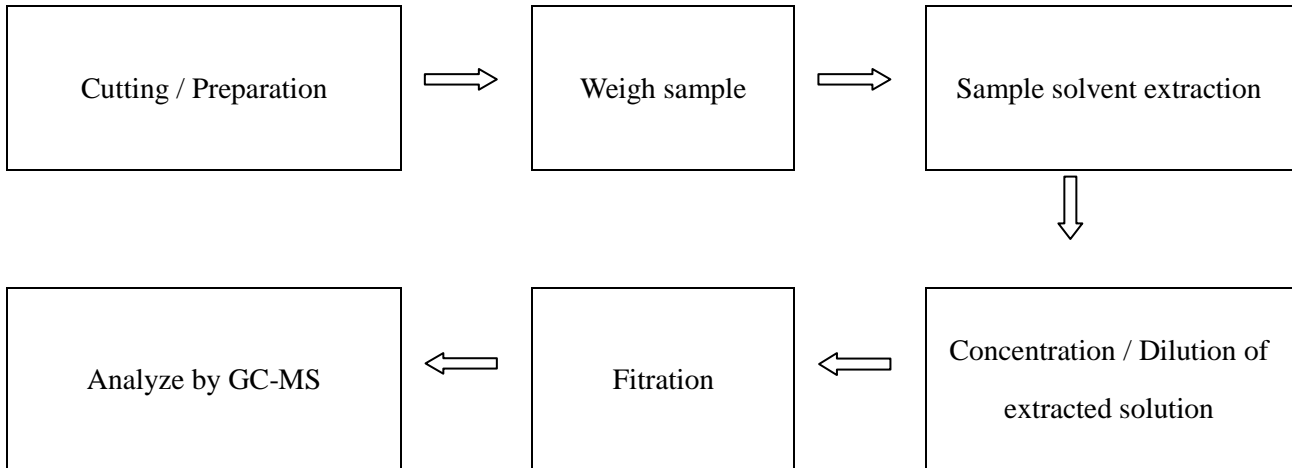 Cutting / Preparation
Weigh sample
Sample solvent extraction
Concentration / Dilution of
extracted solution
Fitration
Analyze by GC-MS